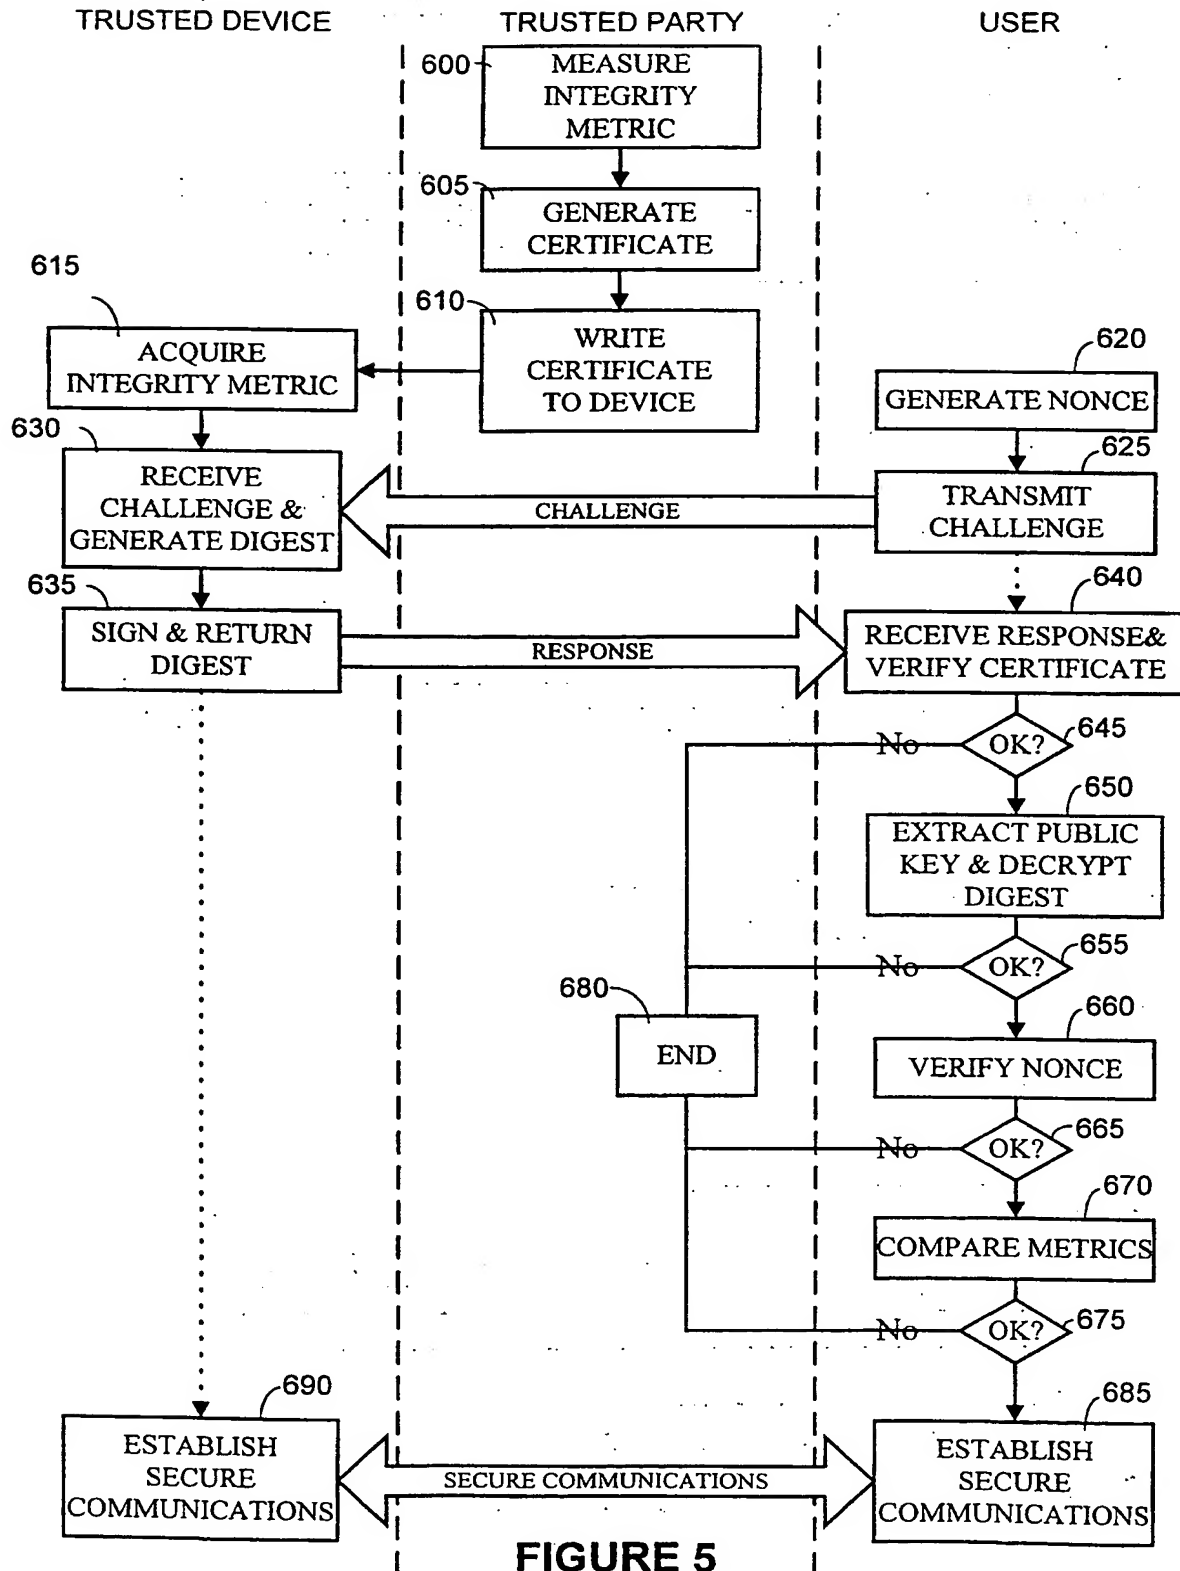 TRUSTED DEVICE
TRUSTED PARTY
USER
600
MEASURE
INTEGRITY
METRIC
605
GENERATE
CERTIFICATE
610
WRITE
CERTIFICATE
TO DEVICE
615
ACQUIRE
INTEGRITY METRIC
620
GENERATE NONCE
625
TRANSMIT
CHALLENGE
CHALLENGE
630
RECEIVE
CHALLENGE &
GENERATE DIGEST
635
SIGN & RETURN
DIGEST
RESPONSE
640
RECEIVE RESPONSE&
VERIFY CERTIFICATE
645
OK?
No
650
EXTRACT PUBLIC
KEY & DECRYPT
DIGEST
655
OK?
No
680
END
660
VERIFY NONCE
665
OK?
No
670
COMPARE METRICS
675
OK?
No
690
ESTABLISH
SECURE
COMMUNICATIONS
SECURE COMMUNICATIONS
685
ESTABLISH
SECURE
COMMUNICATIONS
FIGURE 5